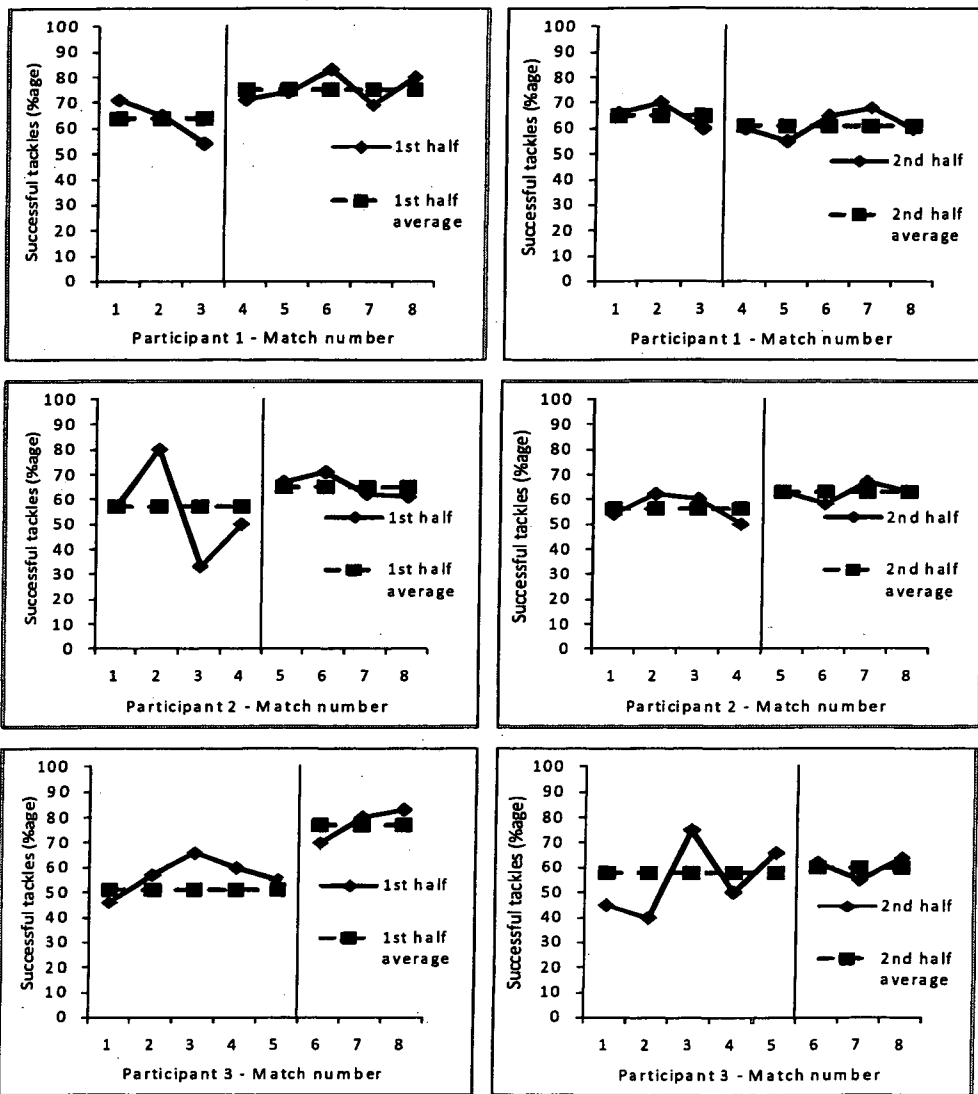 Successful tackles (%age)
100
90
80
70
60
50
40
30
20
10
0
1st half
1st half
average
1 2 3 4 5 6 7 8
Participant 1 - Match number
Successful tackles (%age)
100
90
80
70
60
50
40
30
20
10
0
2nd half
2nd half
average
1 2 3 4 5 6 7 8
Participant 1 - Match number
Successful tackles (%age)
100
90
80
70
60
50
40
30
20
10
0
1st half
1st half
average
1 2 3 4 5 6 7 8
Participant 2 - Match number
Successful tackles (%age)
100
90
80
70
60
50
40
30
20
10
0
2nd half
2nd half
average
1 2 3 4 5 6 7 8
Participant 2 - Match number
Successful tackles (%age)
100
90
80
70
60
50
40
30
20
10
0
1st half
1st half
average
1 2 3 4 5 6 7 8
Participant 3 - Match number
Successful tackles (%age)
100
90
80
70
60
50
40
30
20
10
0
2nd half
2nd half
average
1 2 3 4 5 6 7 8
Participant 3 - Match number